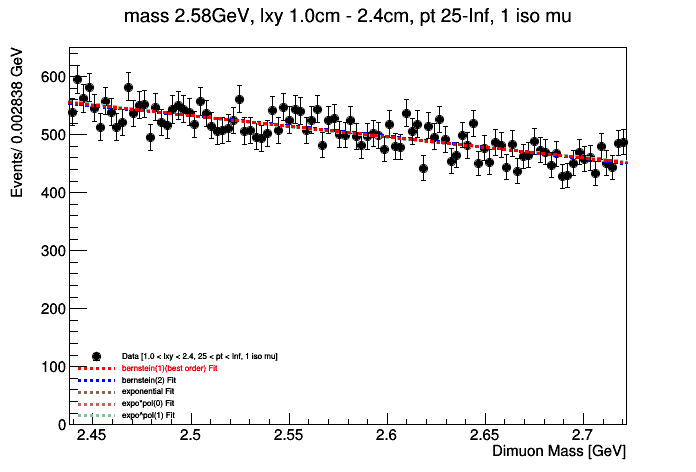 mass 2.58GeV, lxy 1.0cm - 2.4cm, pt 25-Inf, 1 iso mu
Events/ 0.002838 GeV
600
500
400
300
200
100
0
Data [1.0 < lxy < 2.4, 25 < pt < Inf, 1 iso mu]
bernstein(1)(best order) Fit
bernstein(2) Fit
exponential Fit
expo*pol(0) Fit
expo^pol(1) Fit
2.45 2.5 2.55 2.6 2.65 2.7
Dimuon Mass [GeV]